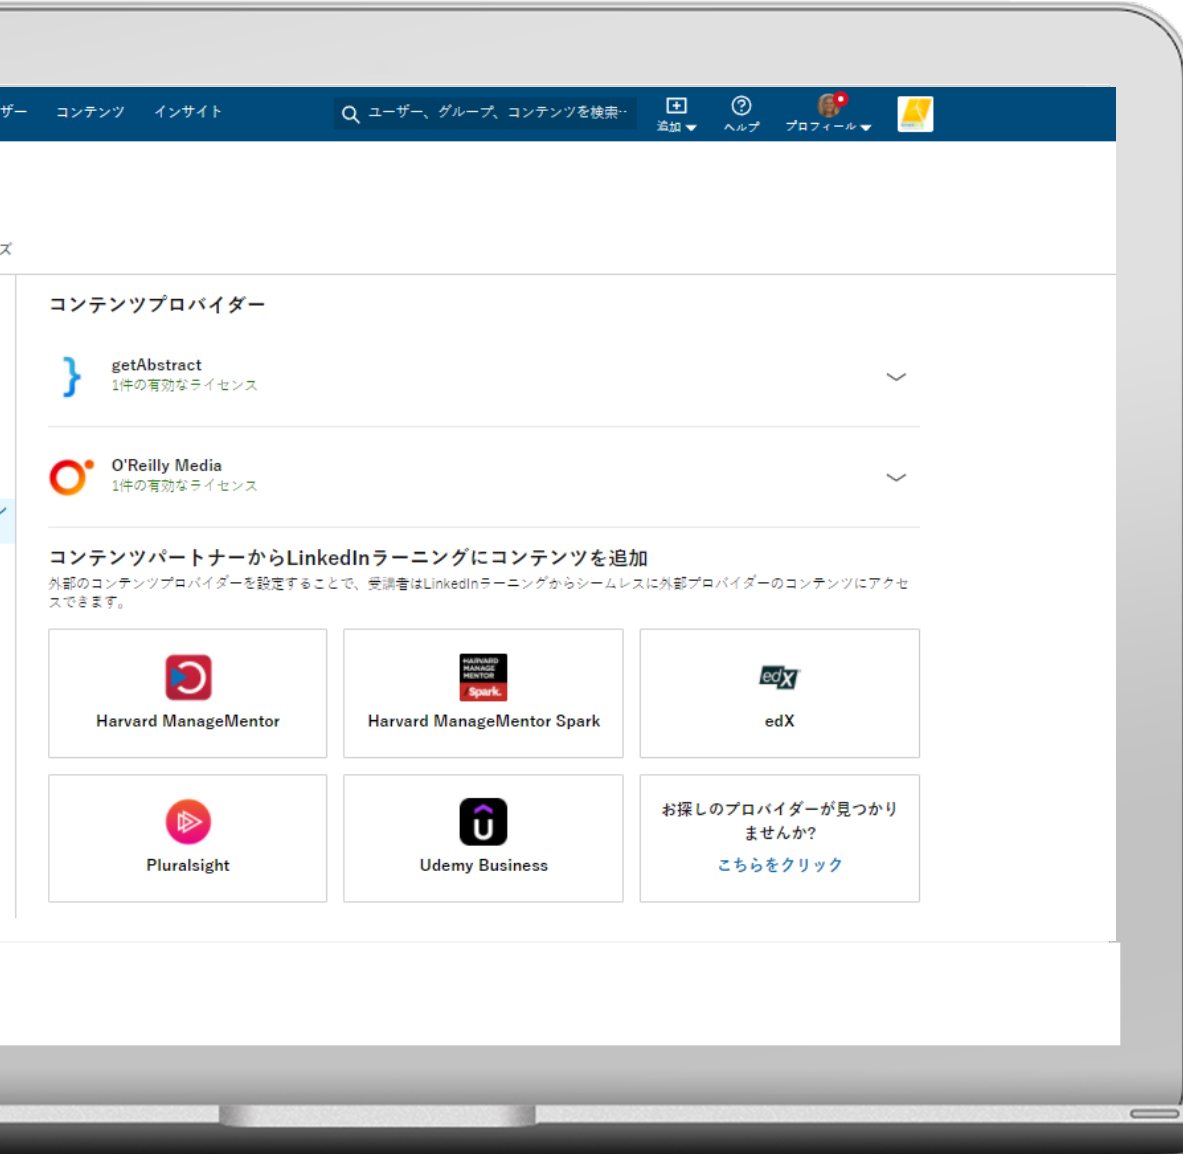 ザー コンテンツ インサイト ユーザー、グループ、コンテンツを検索… 追加 ヘルプ プロフィール
ズ
コンテンツプロバイダー
getAbstract
1件の有効なライセンス
O'Reilly Media
1件の有効なライセンス
コンテンツパートナーからLinkedInラーニングにコンテンツを追加
外部のコンテンツプロバイダーを設定することで、受講者はLinkedInラーニングからシームレスに外部プロバイダーのコンテンツにアクセ
スできます。
HARVARD
MANAGE
MENTOR
Spark.
edX
Harvard ManageMentor
Harvard ManageMentor Spark
edX
お探しのプロバイダーが見つかり
ませんか?
こちらをクリック
Pluralsight
Udemy Business